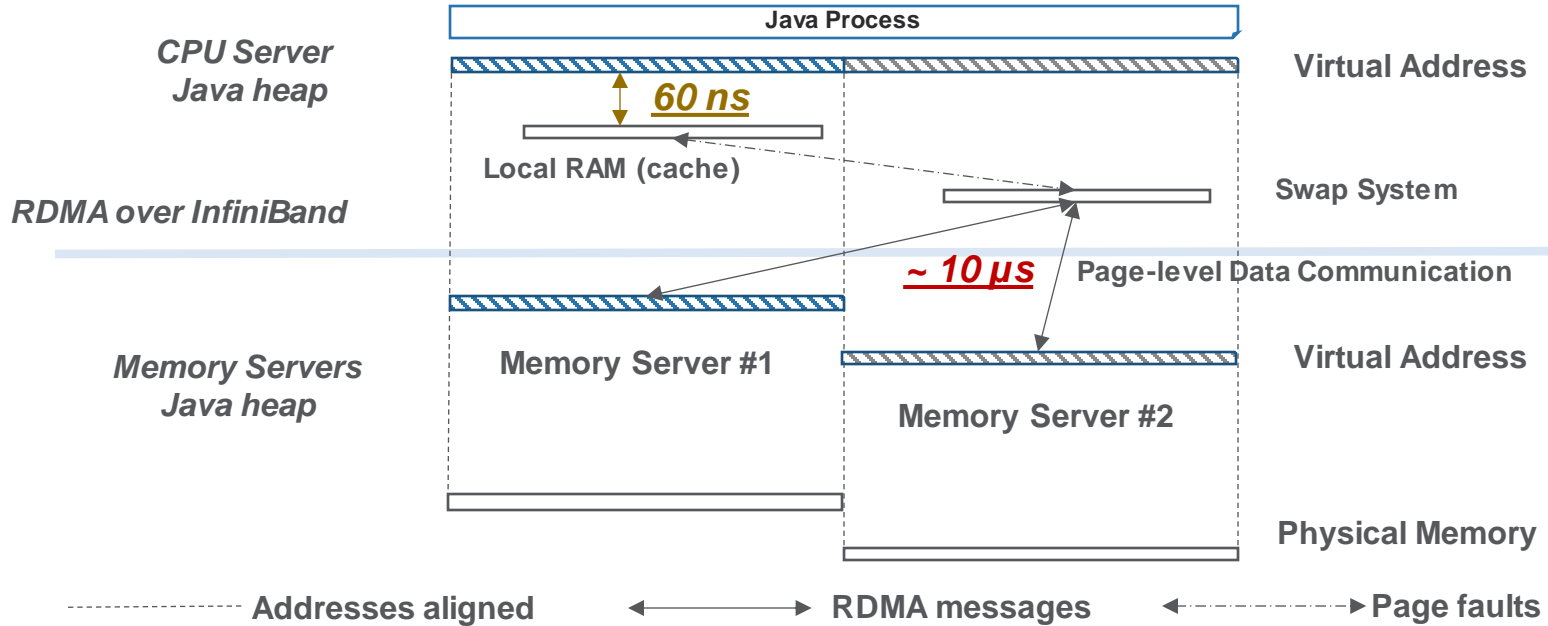 Java Process
CPU Server
Java heap
Virtual Address
60 ns
Local RAM (cache)
Swap System
RDMA over InfiniBand
~ 10 µs
Page-level Data Communication
Memory Servers
Java heap
Memory Server #1
Virtual Address
Memory Server #2
Physical Memory
Addresses aligned
RDMA messages
Page faults